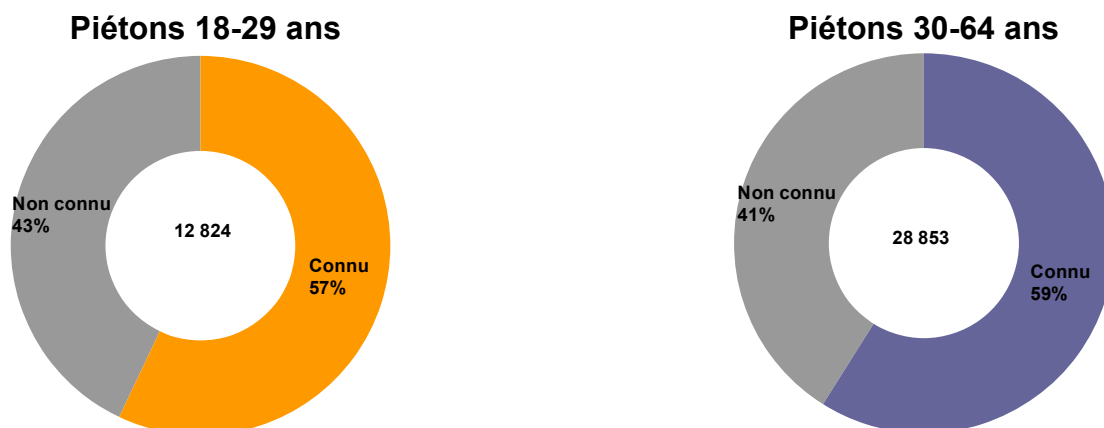 Piétons 18-29 ans
Non connu
43%
12 824
Connu
57%
Piétons 30-64 ans
Non connu
41%
28 853
Connu
59%